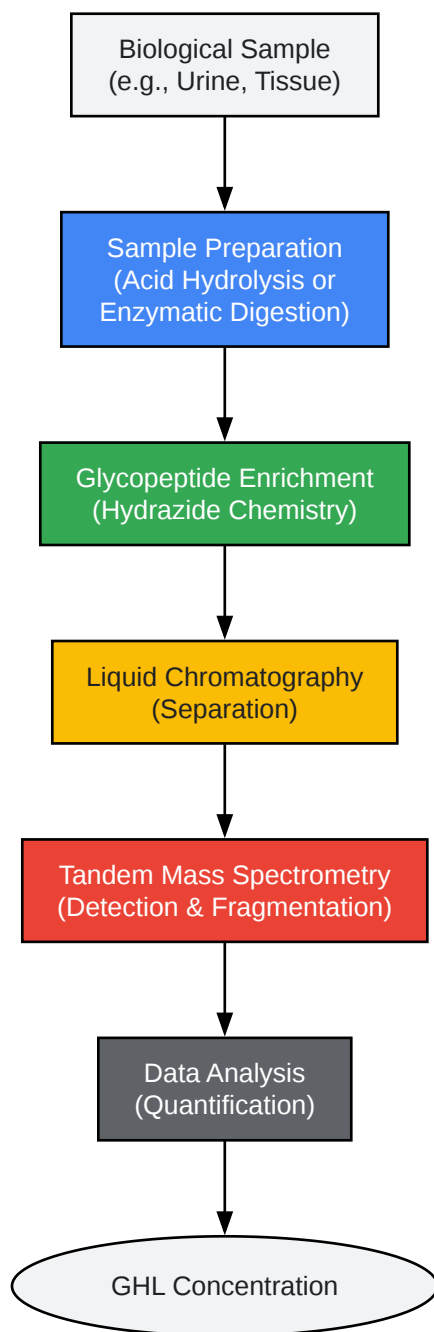 Biological Sample
(e.g., Urine, Tissue)
Sample Preparation
(Acid Hydrolysis or
Enzymatic Digestion)
Glycopeptide Enrichment
(Hydrazide Chemistry)
Liquid Chromatography
(Separation)
Tandem Mass Spectrometry
(Detection & Fragmentation)
Data Analysis
(Quantification)
GHL Concentration